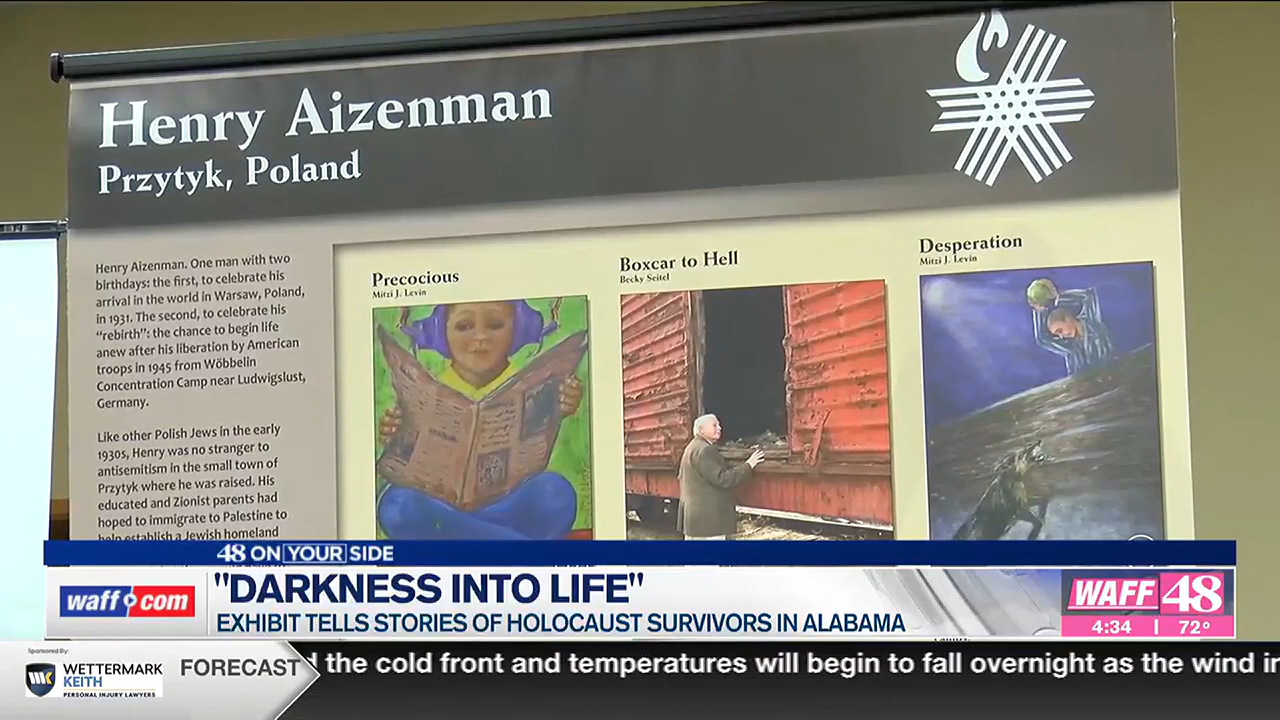 Henry Aizenman
Przytyk, Poland
Henry Aizenman. One man with two
birthdays: the first, to celebrate his
arrival in the world in Warsaw, Poland,
in 1931. The second, to celebrate his
"rebirth": the chance to begin life
anew after his liberation by American
troops in 1945 from Wöbbelin
Concentration Camp near Ludwigslust,
Germany.
Like other Polish Jews in the early
1930s, Henry was no stranger to
antisemitism in the small town of
Przytyk where he was raised. His
educated and Zionist parents had
hoped to immigrate to Palestine to
help establish a Jewish homeland
Precocious
Mitzi J. Levin
Boxcar to Hell
Becky Seitel
Desperation
Mitzi J. Levin
48 ON YOUR SIDE
waff com
"DARKNESS INTO LIFE"
EXHIBIT TELLS STORIES OF HOLOCAUST SURVIVORS IN ALABAMA
WAFF 48
4:34 | 72°
Sponsored By:
WK
WETTERMARK
KEITH
PERSONAL INJURY LAWYERS
FORECAST
the cold front and temperatures will begin to fall overnight as the wind